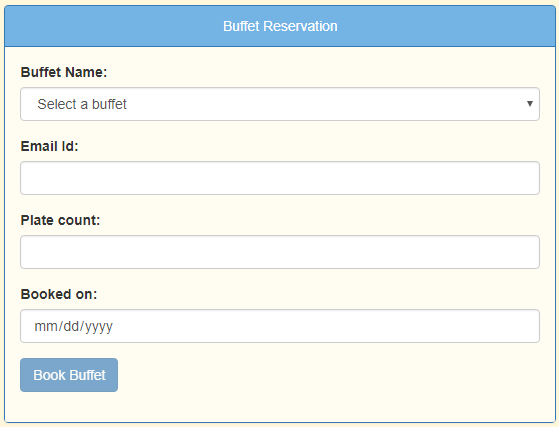 Buffet Reservation
Buffet Name:
Select a buffet
Email Id:
Plate count:
Booked on:
mm/dd/yyyy
Book Buffet